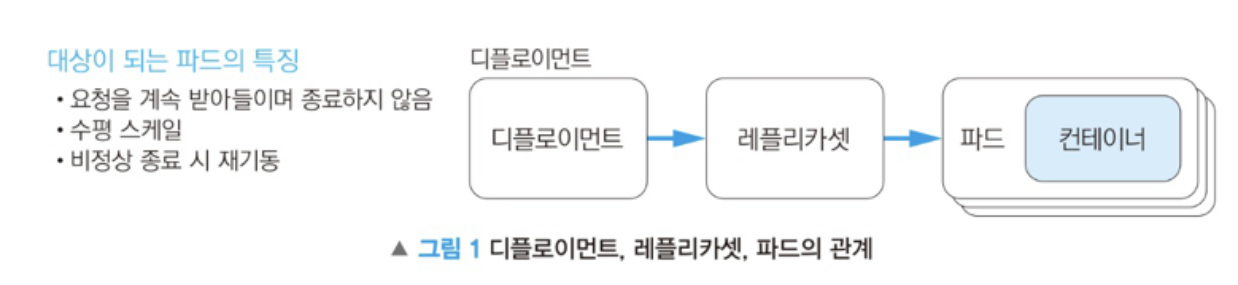 대상이 되는 파드의 특징
• 요청을 계속 받아들이며 종료하지 않음
• 수평 스케일
• 비정상 종료 시 재기동
디플로이먼트
디플로이먼트
레플리카셋
파드
컨테이너
▲ 그림 1 디플로이먼트, 레플리카셋, 파드의 관계